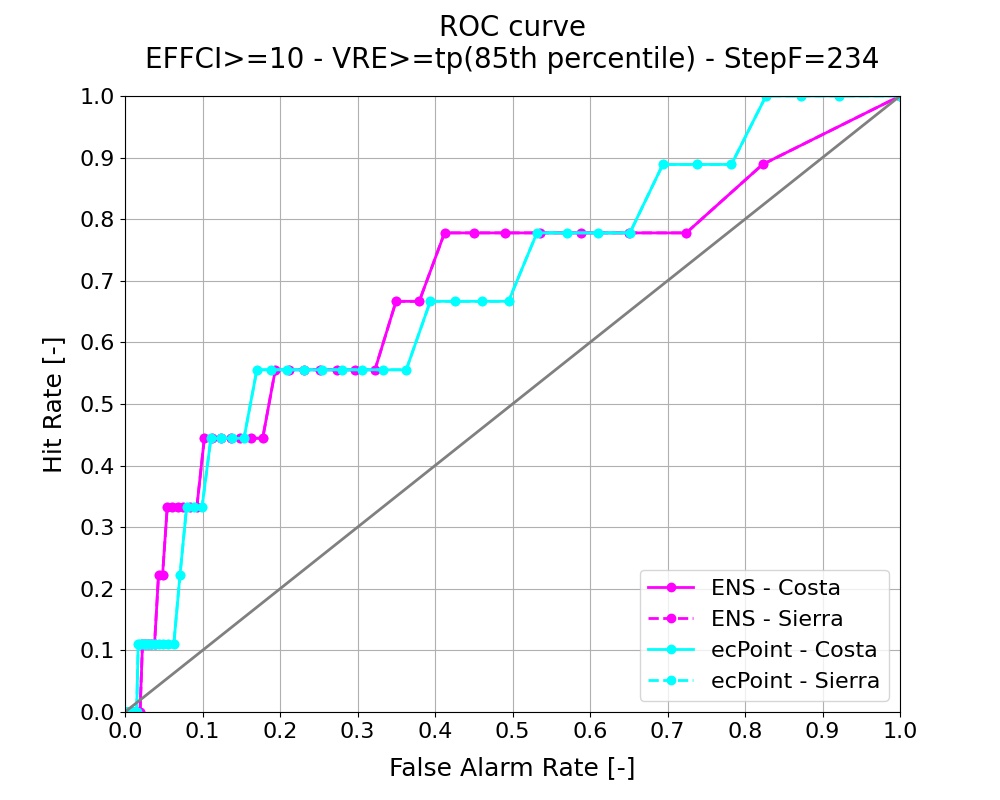 ROC curve
EFFCI>=10 - VRE>=tp(85th percentile) - StepF=234
1.0
0.9
0.8
0.7
0.6
0.5
0.4
0.3
0.2
0.1
0.0
Hit Rate [-]
ENS - Costa
ENS - Sierra
ecPoint - Costa
ecPoint - Sierra
0.0 0.1 0.2 0.3 0.4 0.5 0.6 0.7 0.8 0.9 1.0
False Alarm Rate [-]